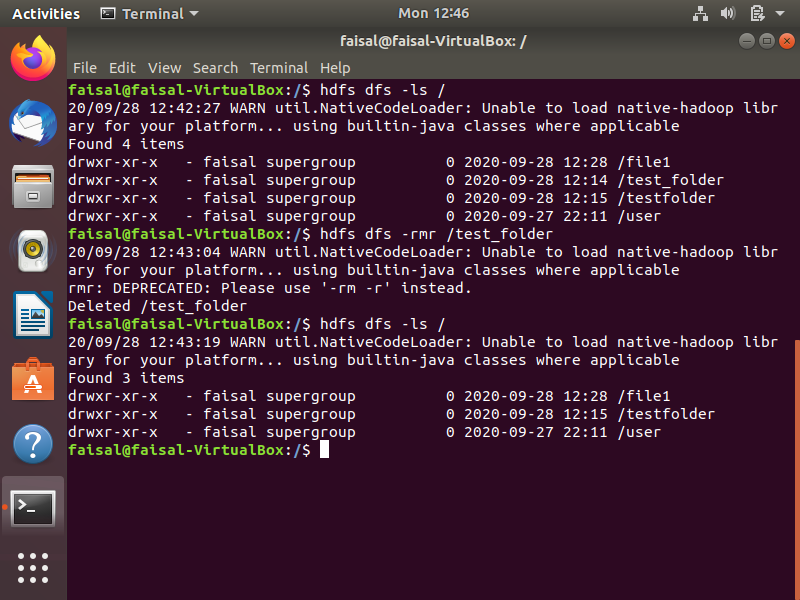 Activities Terminal Mon 12:46
faisal@faisal-VirtualBox: /
File Edit View Search Terminal Help
faisal@faisal-VirtualBox:/$ hdfs dfs -ls /
20/09/28 12:42:27 WARN util.NativeCodeLoader: Unable to load native-hadoop libr
ary for your platform... using builtin-java classes where applicable
Found 4 items
drwxr-xr-x   - faisal supergroup          0 2020-09-28 12:28 /file1
drwxr-xr-x   - faisal supergroup          0 2020-09-28 12:14 /test_folder
drwxr-xr-x   - faisal supergroup          0 2020-09-28 12:15 /testfolder
drwxr-xr-x   - faisal supergroup          0 2020-09-27 22:11 /user
faisal@faisal-VirtualBox:/$ hdfs dfs -rmr /test_folder
20/09/28 12:43:04 WARN util.NativeCodeLoader: Unable to load native-hadoop libr
ary for your platform... using builtin-java classes where applicable
rmr: DEPRECATED: Please use '-rm -r' instead.
Deleted /test_folder
faisal@faisal-VirtualBox:/$ hdfs dfs -ls /
20/09/28 12:43:19 WARN util.NativeCodeLoader: Unable to load native-hadoop libr
ary for your platform... using builtin-java classes where applicable
Found 3 items
drwxr-xr-x   - faisal supergroup          0 2020-09-28 12:28 /file1
drwxr-xr-x   - faisal supergroup          0 2020-09-28 12:15 /testfolder
drwxr-xr-x   - faisal supergroup          0 2020-09-27 22:11 /user
faisal@faisal-VirtualBox:/$